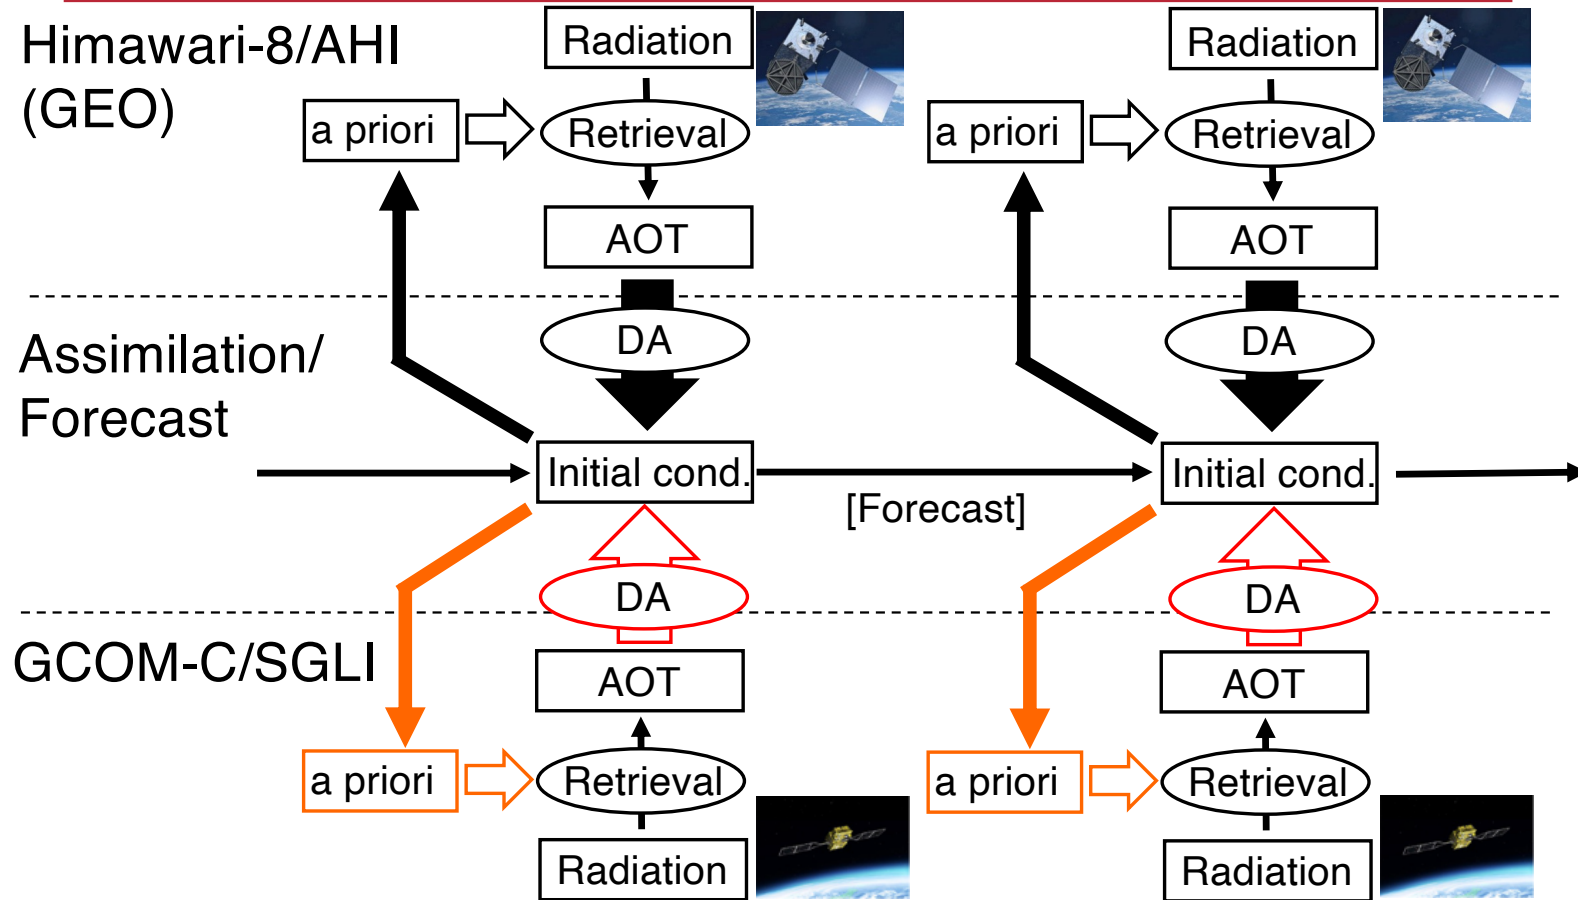 Himawari-8/AHI
(GEO)
Radiation
Radiation
a priori
Retrieval
a priori
Retrieval
AOT
AOT
Assimilation/
Forecast
DA
DA
Initial cond.
[Forecast]
Initial cond.
DA
DA
GCOM-C/SGLI
AOT
AOT
a priori
Retrieval
a priori
Retrieval
Radiation
Radiation